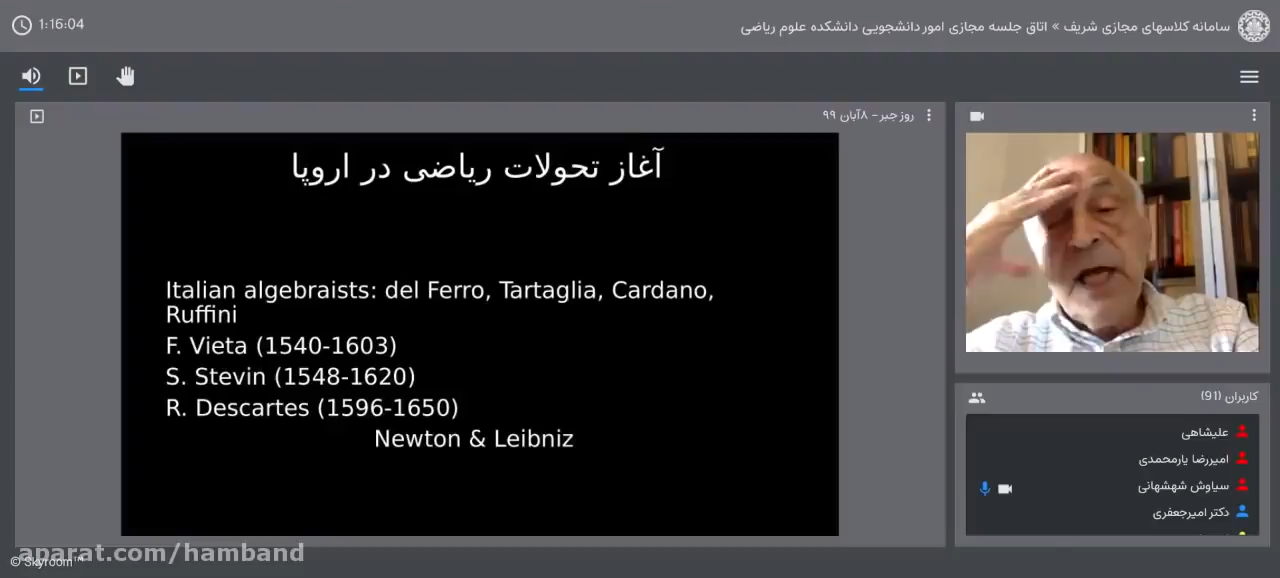 1:16:04
سامانه کلاسهای مجازی شریف » اتاق جلسه مجازی امور دانشجویی دانشکده علوم ریاضی
روز جبر - ۸آبان ۹۹
آغاز تحولات ریاضی در اروپا
Italian algebraists: del Ferro, Tartaglia, Cardano,
Ruffini
F. Vieta (1540-1603)
S. Stevin (1548-1620)
R. Descartes (1596-1650)
Newton & Leibniz
کاربران (91)
علیشاهی
امیررضا یارمحمدی
سیاوش شهشهانی
دکتر امیرجعفری
aparat.com/hamband
© Skyroom™